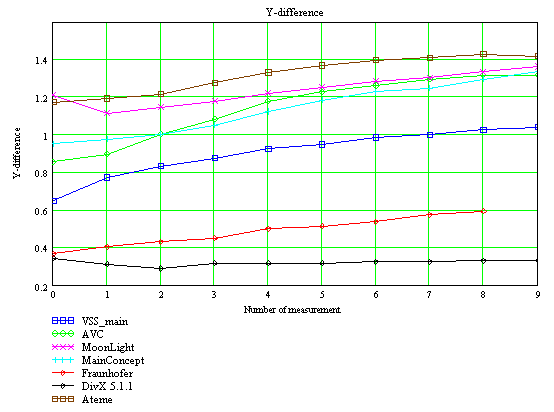 Y-difference
1.4
1.2
1
0.8
0.6
0.4
0.2
Y-difference
0 1 2 3 4 5 6 7 8 9
Number of measurement
VSS_main
AVC
MoonLight
MainConcept
Fraunhofer
DivX 5.1.1
Ateme